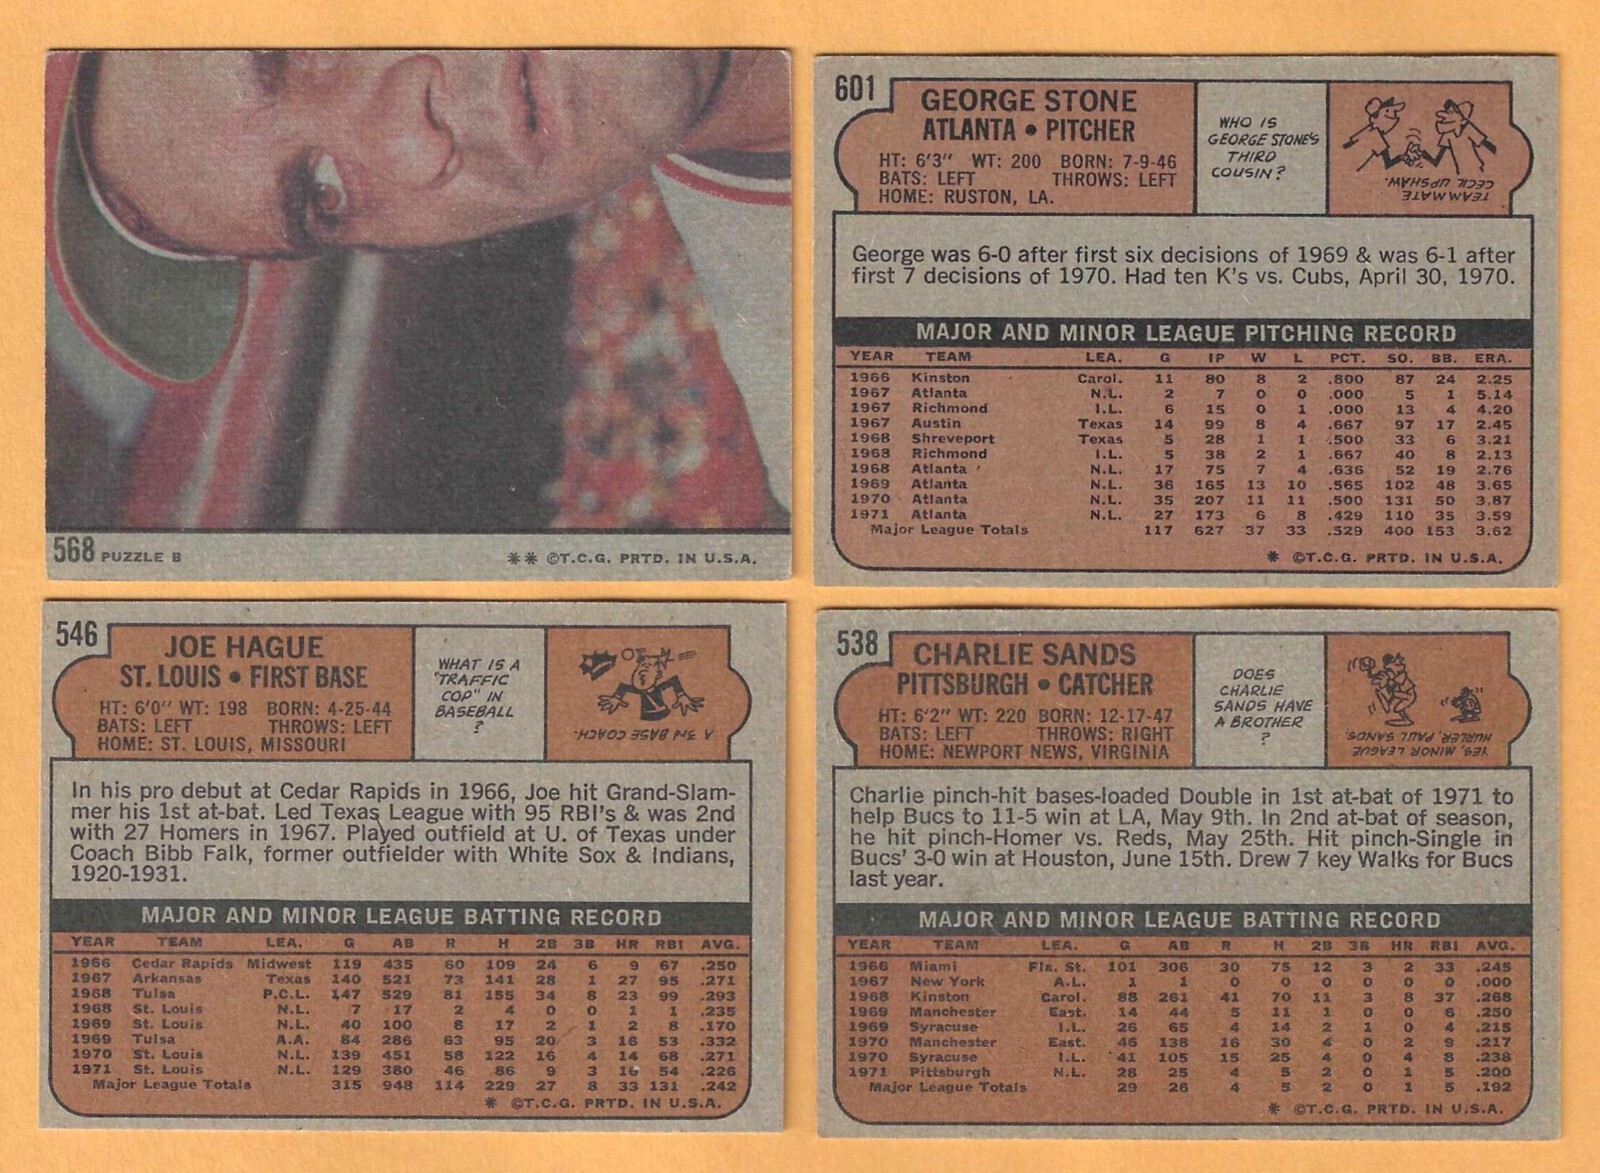 568 PUZZLE B
** ©T.C.G. PRTD. IN U.S.A.
601
GEORGE STONE
ATLANTA • PITCHER
HT: 6'3" WT: 200 BORN: 7-9-46
BATS: LEFT THROWS: LEFT
HOME: RUSTON, LA.
WHO IS
GEORGE STONE'S
THIRD
COUSIN?
TEAMMATE
CECIL UPSHAW.
George was 6-0 after first six decisions of 1969 & was 6-1 after
first 7 decisions of 1970. Had ten K's vs. Cubs, April 30, 1970.
MAJOR AND MINOR LEAGUE PITCHING RECORD
YEAR TEAM LEA. G IP W L PCT. SO. BB. ERA.
1966 Kinston Carol. 11 80 8 2 .800 87 24 2.25
1967 Atlanta N.L. 2 7 0 0 .000 5 1 5.14
1967 Richmond I.L. 6 15 0 1 .000 13 4 4.20
1967 Austin Texas 14 99 8 4 .667 97 17 2.45
1968 Shreveport Texas 5 28 1 1 .500 33 6 3.21
1968 Richmond I.L. 5 38 2 1 .667 40 8 2.13
1968 Atlanta N.L. 17 75 7 4 .636 52 19 2.76
1969 Atlanta N.L. 36 165 13 10 .565 102 48 3.65
1970 Atlanta N.L. 35 207 11 11 .500 131 50 3.87
1971 Atlanta N.L. 27 173 6 8 .429 110 35 3.59
Major League Totals 117 627 37 33 .529 400 153 3.62
* ©T.C.G. PRTD. IN U.S.A.
546
JOE HAGUE
ST. LOUIS • FIRST BASE
HT: 6'0" WT: 198 BORN: 4-25-44
BATS: LEFT THROWS: LEFT
HOME: ST. LOUIS, MISSOURI
WHAT IS A
"TRAFFIC
COP" IN
BASEBALL
?
A 3RD BASE COACH.
In his pro debut at Cedar Rapids in 1966, Joe hit Grand-Slam-
mer his 1st at-bat. Led Texas League with 95 RBI's & was 2nd
with 27 Homers in 1967. Played outfield at U. of Texas under
Coach Bibb Falk, former outfielder with White Sox & Indians,
1920-1931.
MAJOR AND MINOR LEAGUE BATTING RECORD
YEAR TEAM LEA. G AB R H 2B 3B HR RBI AVG.
1966 Cedar Rapids Midwest 119 435 60 109 24 6 9 67 .250
1967 Arkansas Texas 140 521 73 141 28 1 27 95 .271
1968 Tulsa P.C.L. 147 529 81 155 34 8 23 99 .293
1968 St. Louis N.L. 7 17 2 4 0 0 1 1 .235
1969 St. Louis N.L. 40 100 8 17 2 1 2 8 .170
1969 Tulsa A.A. 84 286 63 95 20 3 16 53 .332
1970 St. Louis N.L. 139 451 58 122 16 4 14 68 .271
1971 St. Louis N.L. 129 380 46 86 9 3 16 54 .226
Major League Totals 315 948 114 229 27 8 33 131 .242
* ©T.C.G. PRTD. IN U.S.A.
538
CHARLIE SANDS
PITTSBURGH • CATCHER
HT: 6'2" WT: 220 BORN: 12-17-47
BATS: LEFT THROWS: RIGHT
HOME: NEWPORT NEWS, VIRGINIA
DOES
CHARLIE
SANDS HAVE
A BROTHER
?
YES, MINOR LEAGUE
HURLER, PAUL SANDS.
Charlie pinch-hit bases-loaded Double in 1st at-bat of 1971 to
help Bucs to 11-5 win at LA, May 9th. In 2nd at-bat of season,
he hit pinch-Homer vs. Reds, May 25th. Hit pinch-Single in
Bucs' 3-0 win at Houston, June 15th. Drew 7 key Walks for Bucs
last year.
MAJOR AND MINOR LEAGUE BATTING RECORD
YEAR TEAM LEA. G AB R H 2B 3B HR RBI AVG.
1966 Miami Fla. St. 101 306 30 75 12 3 2 33 .245
1967 New York A.L. 1 1 0 0 0 0 0 0 .000
1968 Kinston Carol. 88 261 41 70 11 3 8 37 .268
1969 Manchester East. 14 44 5 11 1 0 0 6 .250
1969 Syracuse I.L. 26 65 4 14 2 1 0 4 .215
1970 Manchester East. 46 138 16 30 4 0 2 9 .217
1970 Syracuse I.L. 41 105 15 25 4 0 4 8 .238
1971 Pittsburgh N.L. 28 25 4 5 2 0 1 5 .200
Major League Totals 29 26 4 5 2 0 1 5 .192
* ©T.C.G. PRTD. IN U.S.A.